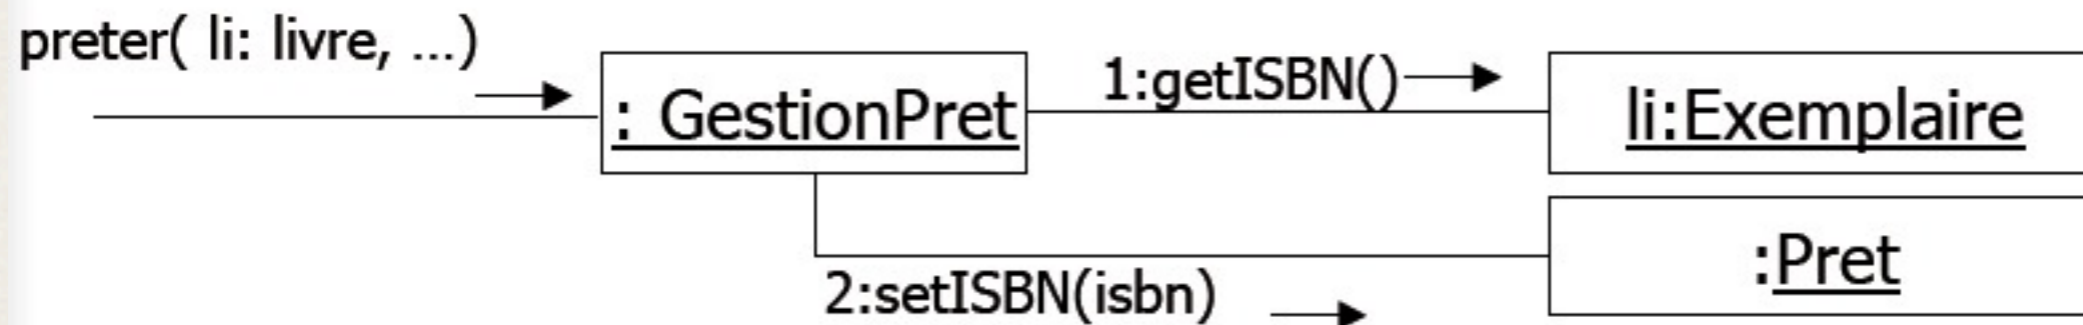 preter( li: livre, ...)
: GestionPret
1:getISBN()
li:Exemplaire
:Pret
2:setISBN(isbn)